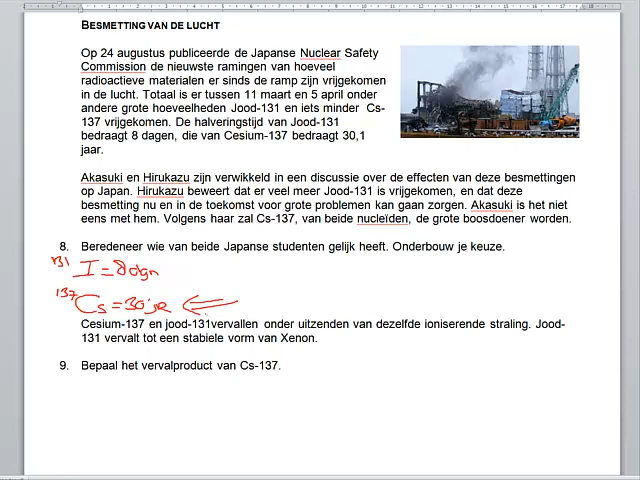 BESMETTING VAN DE LUCHT
Op 24 augustus publiceerde de Japanse Nuclear Safety
Commission de nieuwste ramingen van hoeveel
radioactieve materialen er sinds de ramp zijn vrijgekomen
in de lucht. Totaal is er tussen 11 maart en 5 april onder
andere grote hoeveelheden Jood-131 en iets minder Cs-
137 vrijgekomen. De halveringstijd van Jood-131
bedraagt 8 dagen, die van Cesium-137 bedraagt 30,1
jaar.
Akasuki en Hirukazu zijn verwikkeld in een discussie over de effecten van deze besmettingen
op Japan. Hirukazu beweert dat er veel meer Jood-131 is vrijgekomen, en dat deze
besmetting nu en in de toekomst voor grote problemen kan gaan zorgen. Akasuki is het niet
eens met hem. Volgens haar zal Cs-137, van beide nucleïden, de grote boosdoener worden.
8. Beredeneer wie van beide Japanse studenten gelijk heeft. Onderbouw je keuze.
131 I = 8 dgn
137 Cs = 30 jr
Cesium-137 en jood-131vervallen onder uitzenden van dezelfde ioniserende straling. Jood-
131 vervalt tot een stabiele vorm van Xenon.
9. Bepaal het vervalproduct van Cs-137.